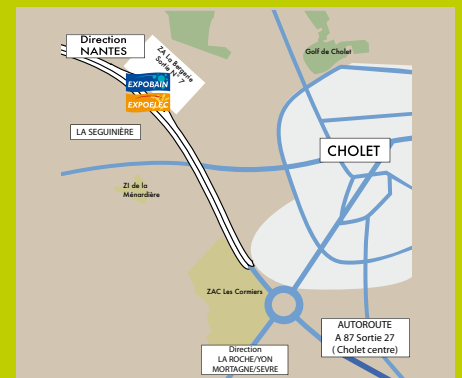 Direction
NANTES
ZA La Bergerie
Sortie N° 7
EXPOBAIN
EXPOELEC
Golf de Cholet
LA SEGUINIÈRE
CHOLET
ZI de la
Ménardière
ZAC Les Cormiers
AUTOROUTE
A 87 Sortie 27
( Cholet centre)
Direction
LA ROCHE/YON
MORTAGNE/SEVRE